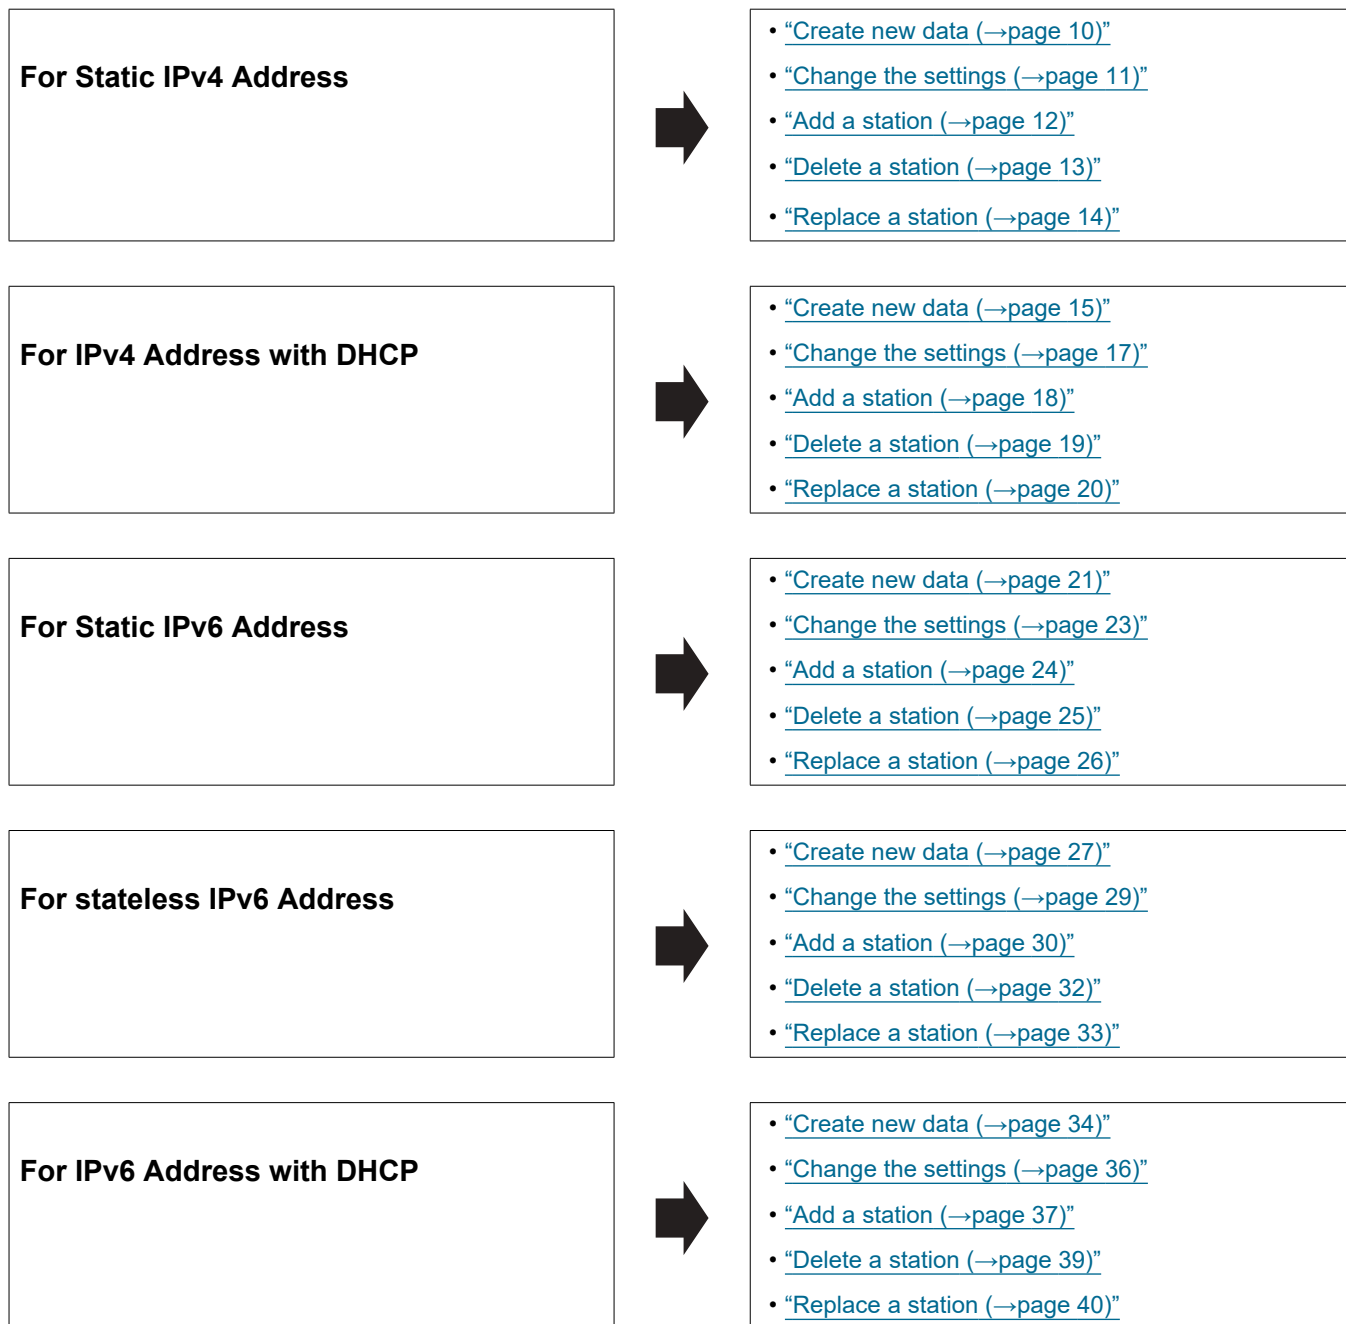 For Static IPv4 Address
• “Create new data (→page 10)”
• “Change the settings (→page 11)”
• “Add a station (→page 12)”
• “Delete a station (→page 13)”
• “Replace a station (→page 14)”
For IPv4 Address with DHCP
• “Create new data (→page 15)”
• “Change the settings (→page 17)”
• “Add a station (→page 18)”
• “Delete a station (→page 19)”
• “Replace a station (→page 20)”
For Static IPv6 Address
• “Create new data (→page 21)”
• “Change the settings (→page 23)”
• “Add a station (→page 24)”
• “Delete a station (→page 25)”
• “Replace a station (→page 26)”
For stateless IPv6 Address
• “Create new data (→page 27)”
• “Change the settings (→page 29)”
• “Add a station (→page 30)”
• “Delete a station (→page 32)”
• “Replace a station (→page 33)”
For IPv6 Address with DHCP
• “Create new data (→page 34)”
• “Change the settings (→page 36)”
• “Add a station (→page 37)”
• “Delete a station (→page 39)”
• “Replace a station (→page 40)”